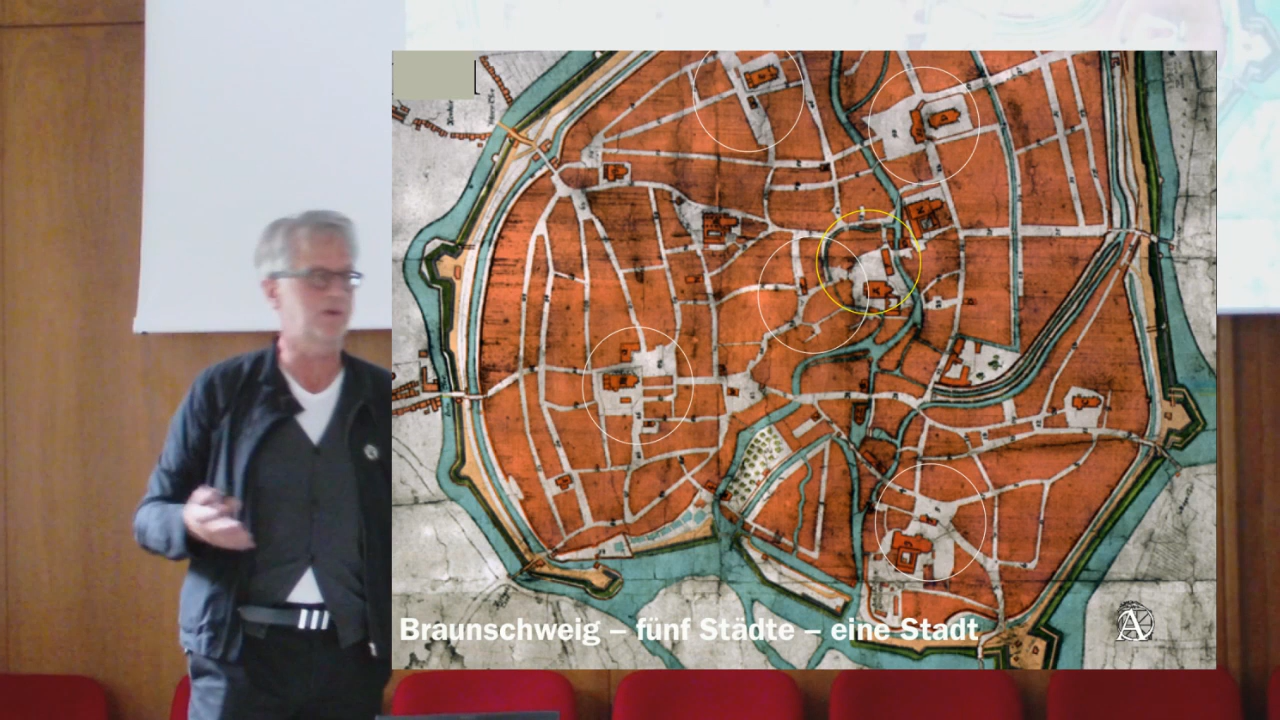 Braunschweig – fünf Städte – eine Stadt
A